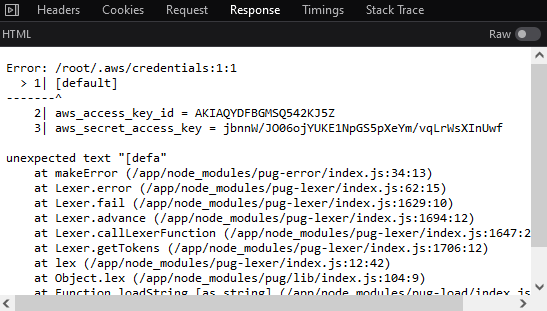 Cookies
Request
Response
Timings
Stack Trace
HTML
Raw
Error: /root/.aws/credentials:1:1
> 1| [default]
-------^
2| aws_access_key_id = AKIAQYDFBGMSQ542KJ5Z
3| aws_secret_access_key = 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
unexpected text "[defa"
at makeError (/app/node_modules/pug-error/index.js:34:13)
at Lexer.error (/app/node_modules/pug-lexer/index.js:62:15)
at Lexer.fail (/app/node_modules/pug-lexer/index.js:1629:10)
at Lexer.advance (/app/node_modules/pug-lexer/index.js:1694:12)
at Lexer.callLexerFunction (/app/node_modules/pug-lexer/index.js:1647:2
at Lexer.getTokens (/app/node_modules/pug-lexer/index.js:1706:12)
at lex (/app/node_modules/pug-lexer/index.js:12:42)
at Object.lex (/app/node_modules/pug/lib/index.js:104:9)
at Function.loadString [as string] (/app/node_modules/pug-load/index.js